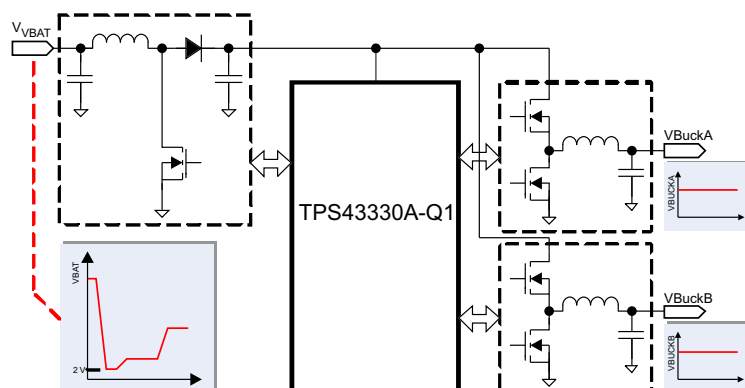 VVBAT
VBuckA
VBUCKA
TPS43330A-Q1
VBAT
2 V
VBuckB
VBUCKB